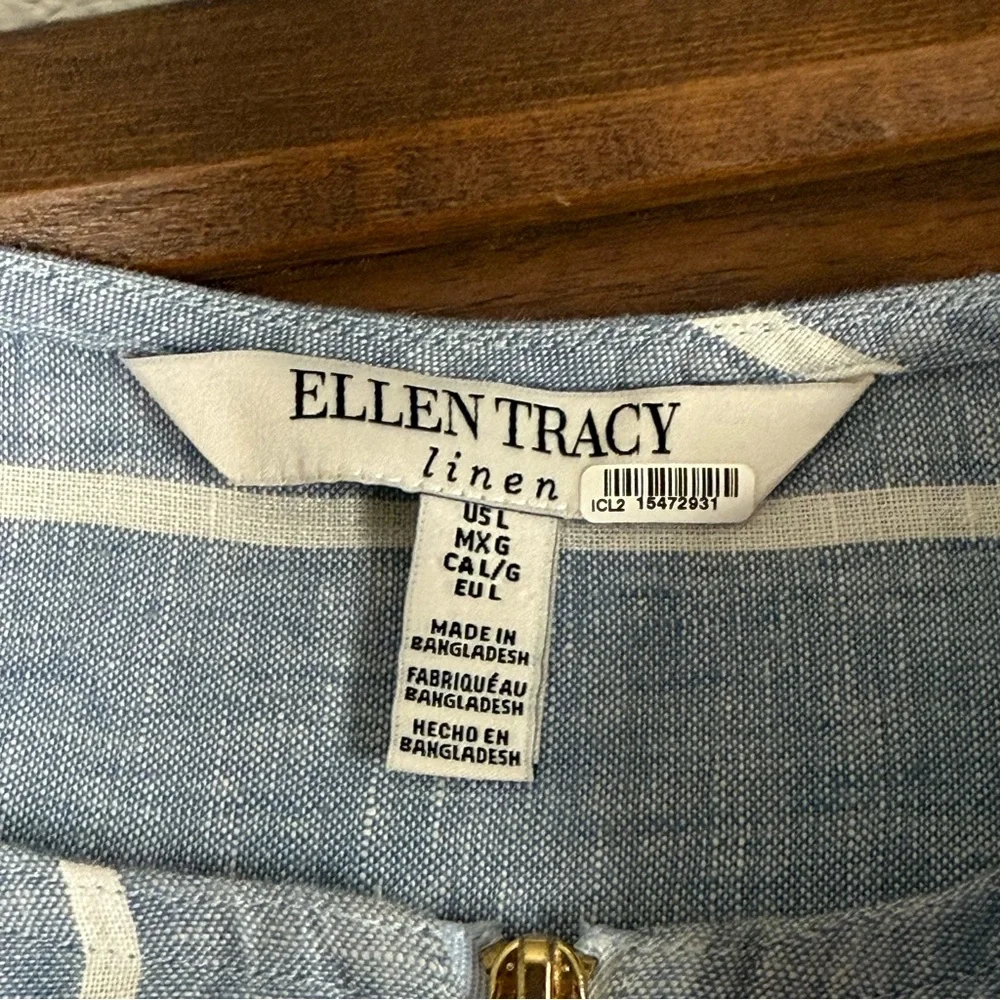 ELLEN TRACY
linen
ICL2 15472931
US L
MX G
CA L/G
EU L
MADE IN
BANGLADESH
FABRIQUÉ AU
BANGLADESH
HECHO EN
BANGLADESH